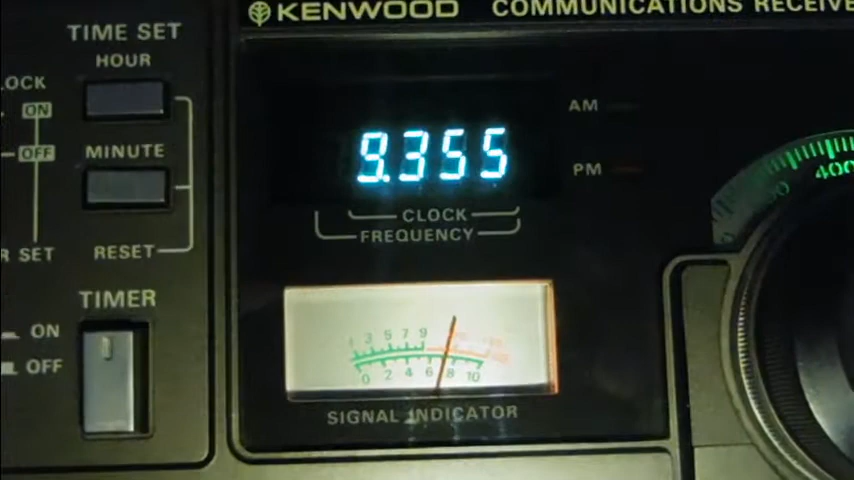 KENWOOD
COMMUNICATIONS RECEIVE
TIME SET
HOUR
LOCK
ON
OFF
MINUTE
R SET
RESET
TIMER
ON
OFF
AM
PM
9.355
CLOCK
FREQUENCY
1 3 5 7 9
0 2 4 6 8 10
SIGNAL INDICATOR
400